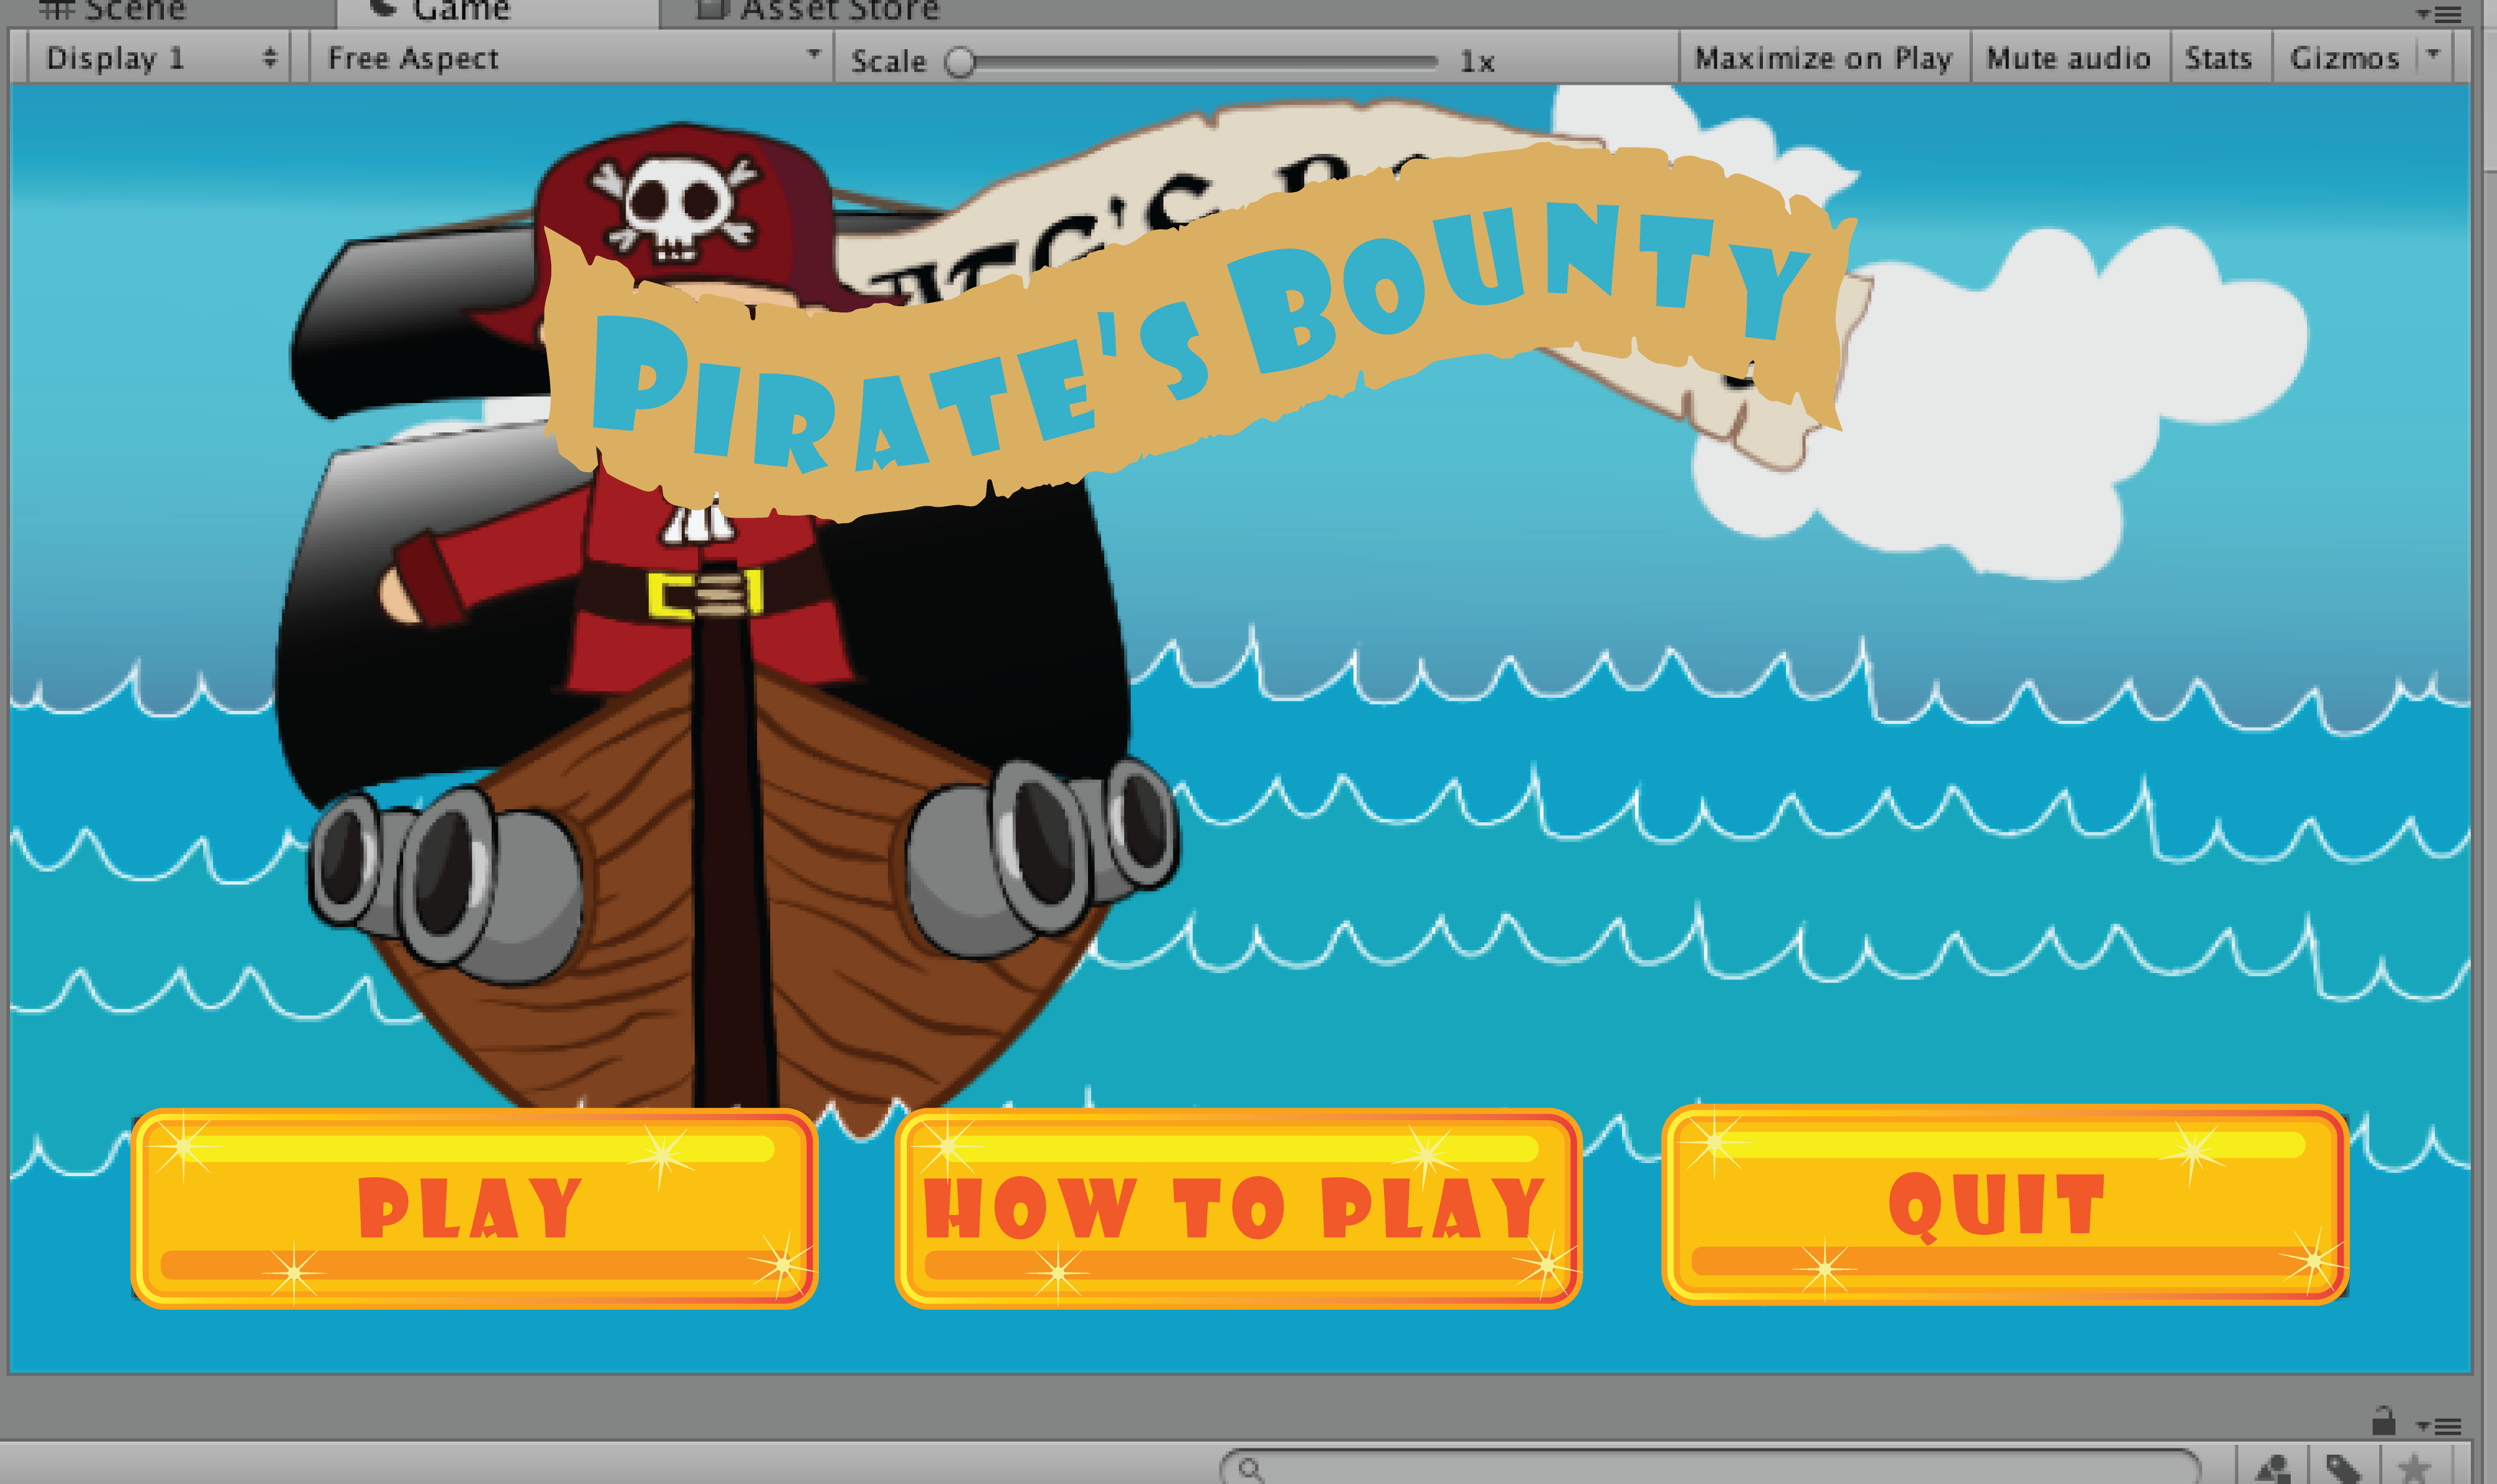 Scene Game Asset Store
Display 1 Free Aspect Scale 1x Maximize on Play Mute audio Stats Gizmos
PIRATE'S BOUNTY
PLAY HOW TO PLAY QUIT